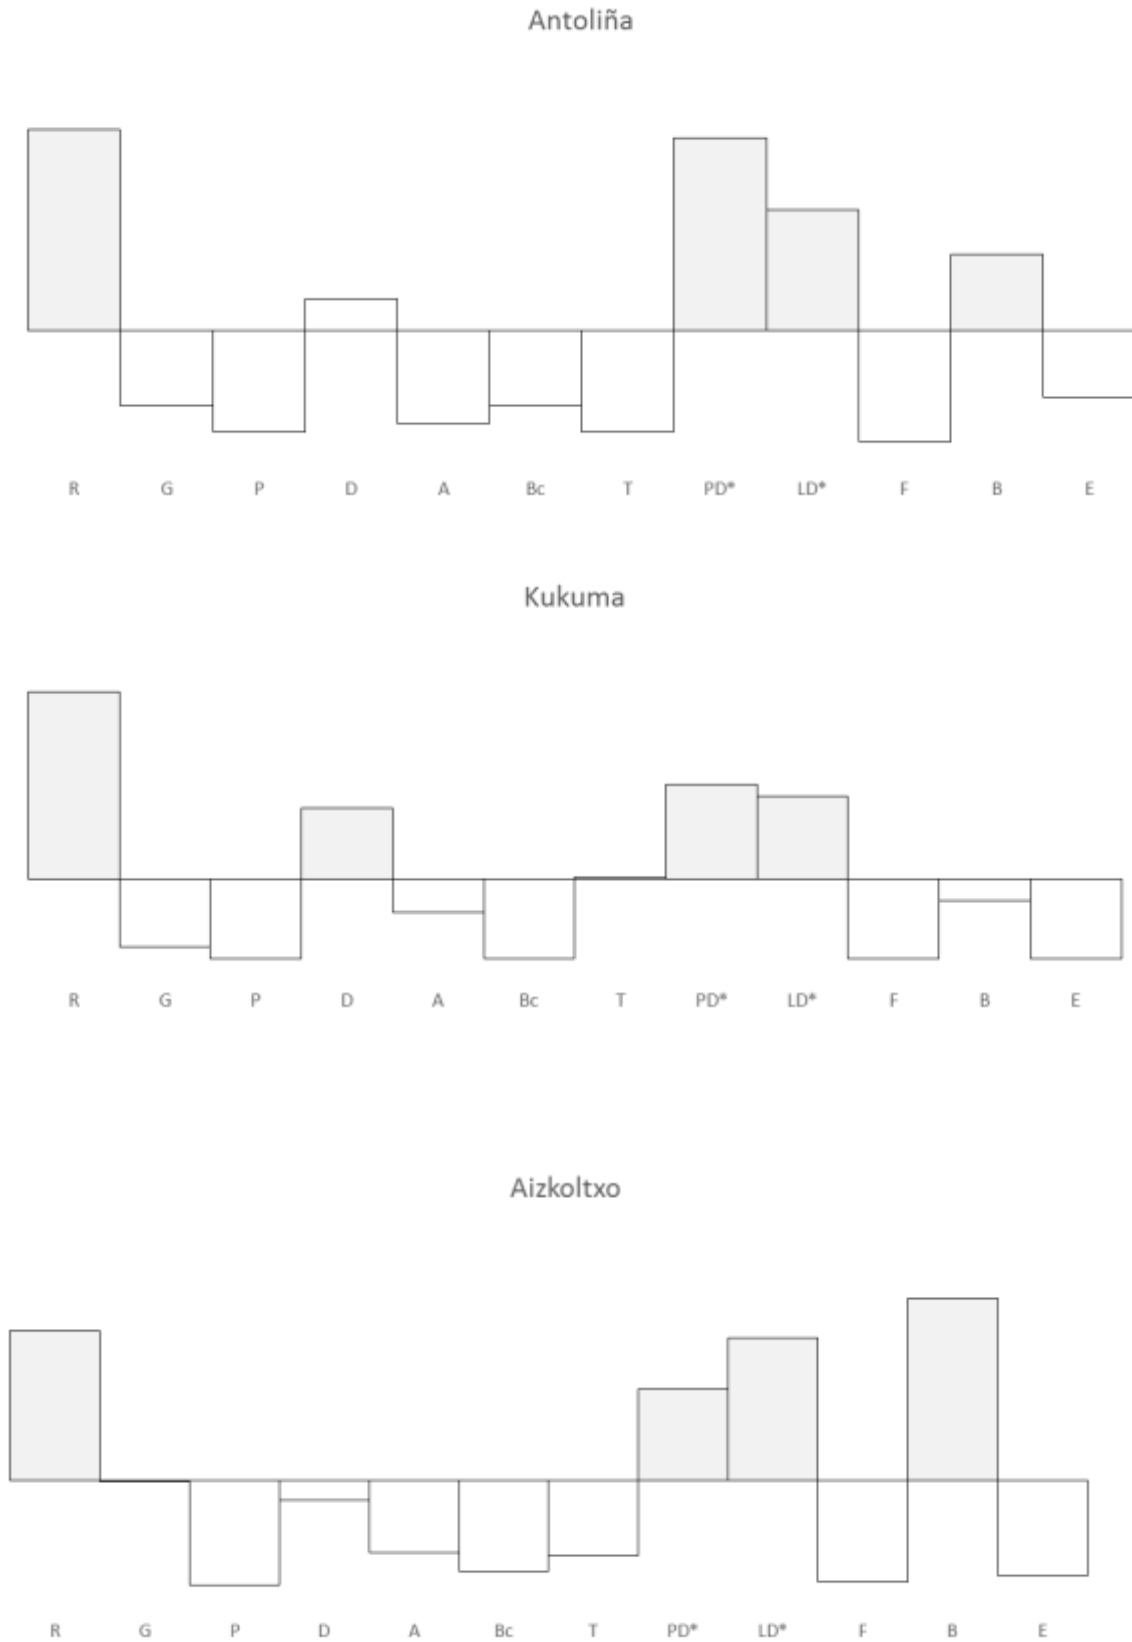 Antoliña
R G P D A Bc T PD* LD* F B E
Kukuma
R G P D A Bc T PD* LD* F B E
Aizkoltxo
R G P D A Bc T PD* LD* F B E